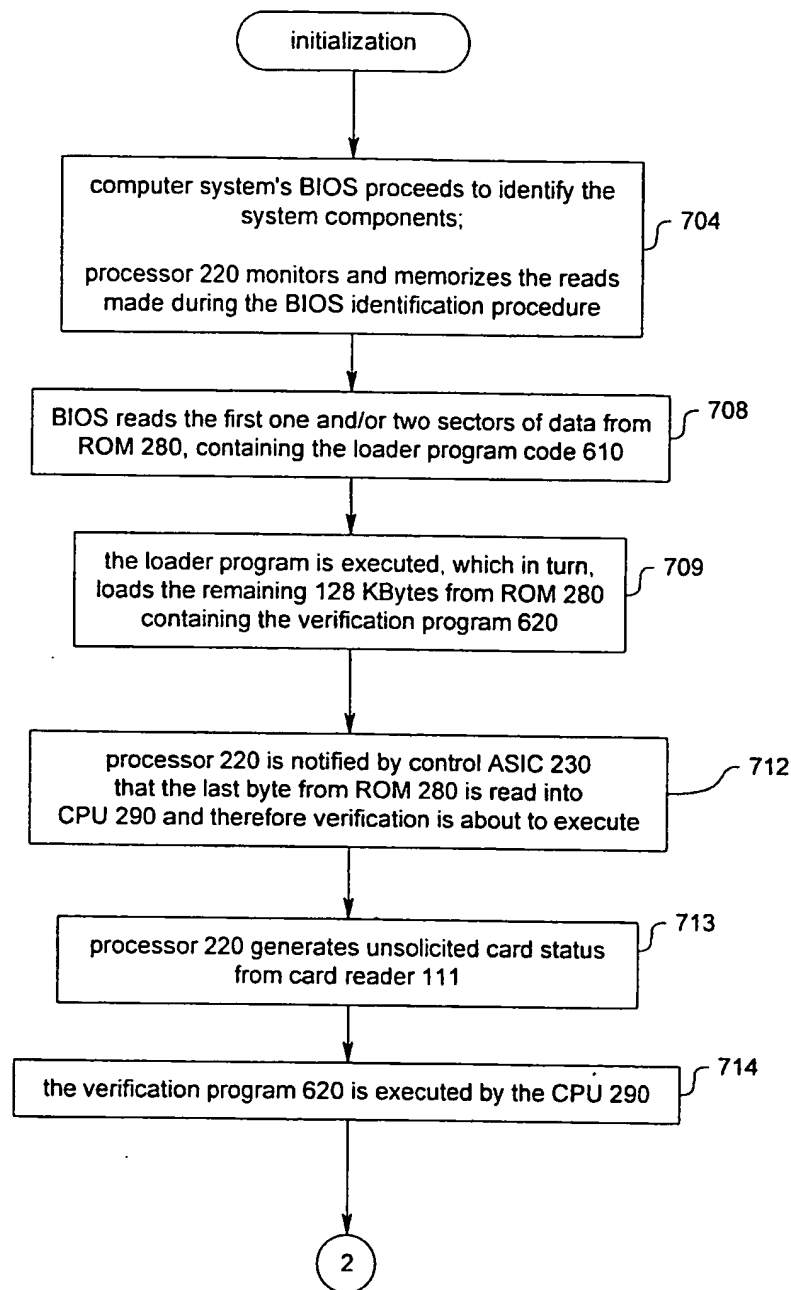 initialization
computer system's BIOS proceeds to identify the
system components;
processor 220 monitors and memorizes the reads
made during the BIOS identification procedure
704
BIOS reads the first one and/or two sectors of data from
ROM 280, containing the loader program code 610
708
the loader program is executed, which in turn,
loads the remaining 128 KBytes from ROM 280
containing the verification program 620
709
processor 220 is notified by control ASIC 230
that the last byte from ROM 280 is read into
CPU 290 and therefore verification is about to execute
712
processor 220 generates unsolicited card status
from card reader 111
713
the verification program 620 is executed by the CPU 290
714
2